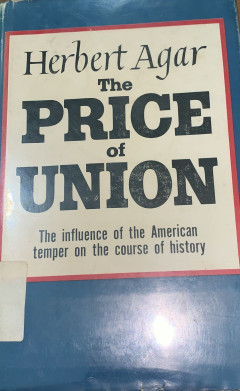 Herbert Agar
The
PRICE
of
UNION
The influence of the American
temper on the course of history